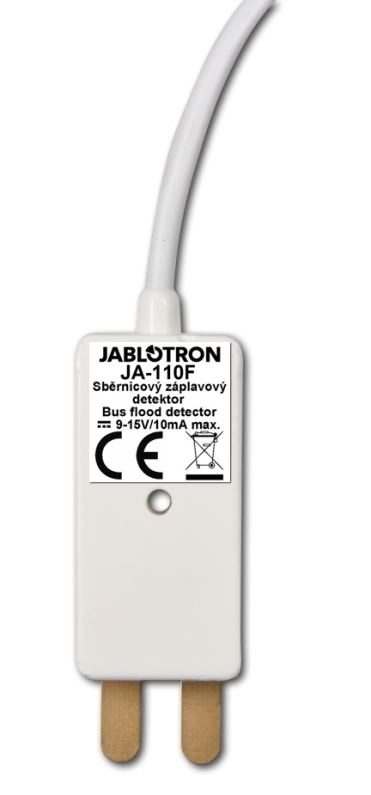 JABLOTRON
JA-110F
Sběrnicový záplavový
detektor
Bus flood detector
⎓ 9-15V/10mA max.
CE